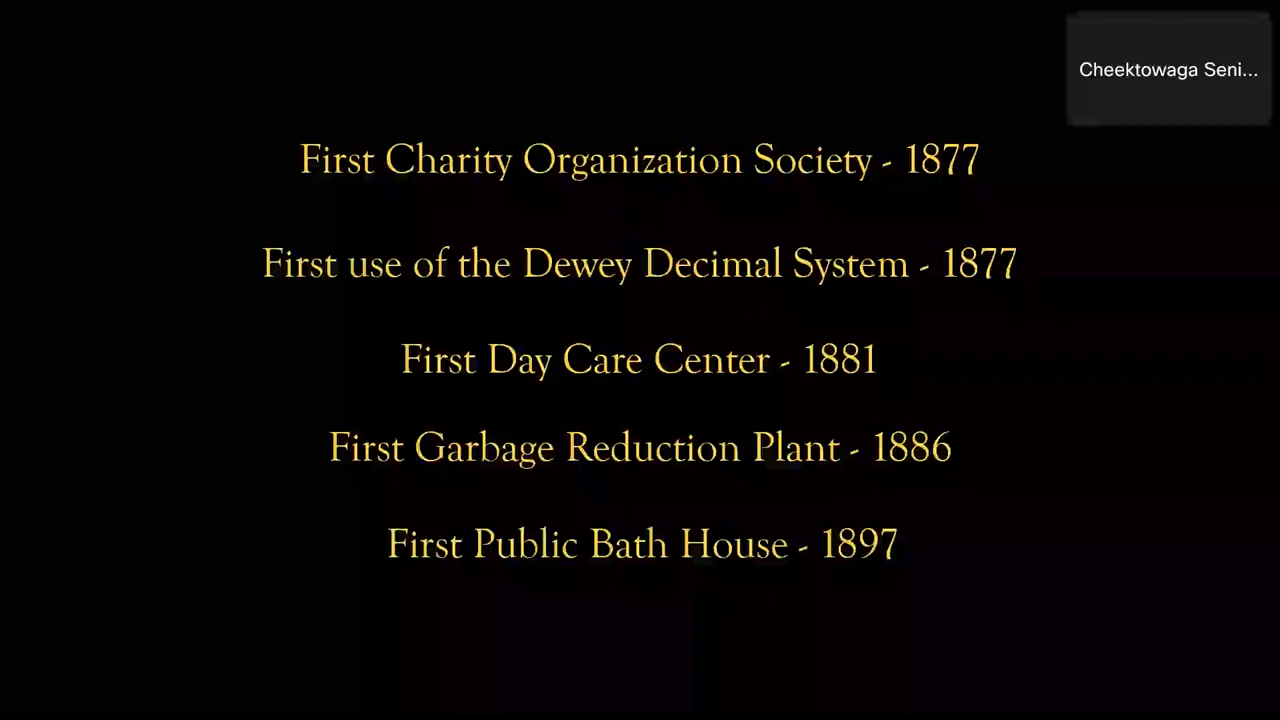 Cheektowaga Seni...
First Charity Organization Society - 1877
First use of the Dewey Decimal System - 1877
First Day Care Center - 1881
First Garbage Reduction Plant - 1886
First Public Bath House - 1897